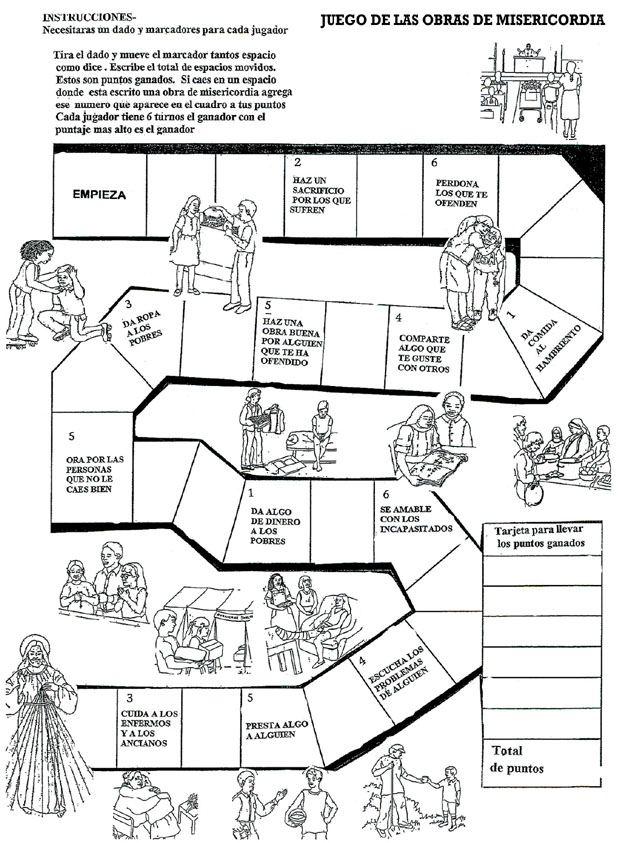 INSTRUCCIONES-
Necesitaras un dado y marcadores para cada jugador
JUEGO DE LAS OBRAS DE MISERICORDIA
Tira el dado y mueve el marcador tantos espacio
como dice . Escribe el total de espacios movidos.
Estos son puntos ganados. Si caes en un espacio
donde esta escrito una obra de misericordia agrega
ese numero que aparece en el cuadro a tus puntos
Cada jugador tiene 6 turnos el ganador con el
puntaje mas alto es el ganador
EMPIEZA
2
HAZ UN
SACRIFICIO
POR LOS QUE
SUFREN
6
PERDONA
LOS QUE TE
OFENDEN
1
DA
COMIDA
AL
HAMBRIENTO
4
COMPARTE
ALGO QUE
TE GUSTE
CON OTROS
5
HAZ UNA
OBRA BUENA
POR ALGUIEN
QUE TE HA
OFENDIDO
3
DA ROPA
A LOS
POBRES
5
ORA POR LAS
PERSONAS
QUE NO LE
CAES BIEN
1
DA ALGO
DE DINERO
A LOS
POBRES
6
SE AMABLE
CON LOS
INCAPASITADOS
4
ESCUCHA LOS
PROBLEMAS
DE ALGUIEN
5
PRESTA ALGO
A ALGUIEN
3
CUIDA A LOS
ENFERMOS
Y A LOS
ANCIANOS
Tarjeta para llevar
los puntos ganados
Total
de puntos